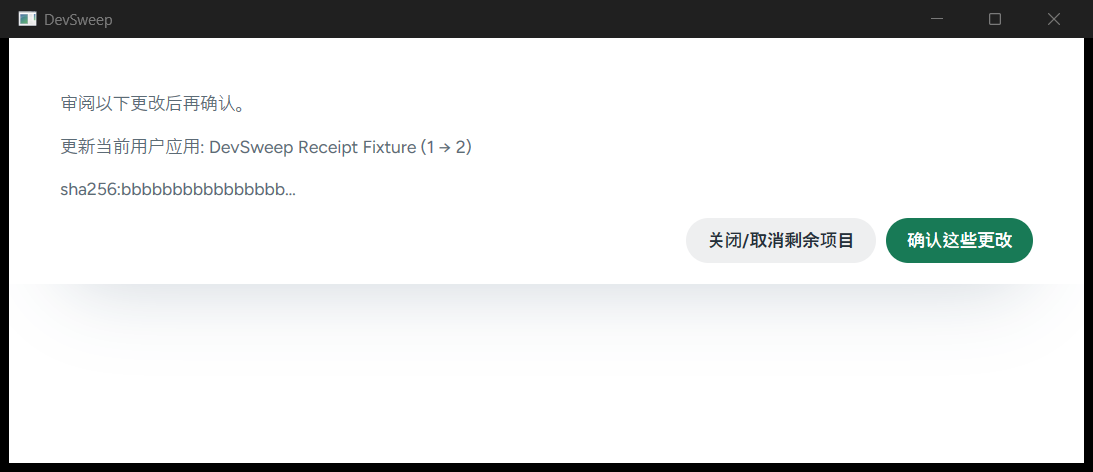 DevSweep
审阅以下更改后再确认。
更新当前用户应用: DevSweep Receipt Fixture (1 → 2)
sha256:bbbbbbbbbbbbbbbb...
关闭/取消剩余项目
确认这些更改